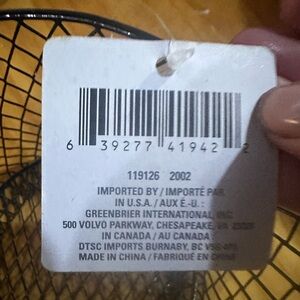 6 39277 41942 2
119126 2002
IMPORTED BY / IMPORTÉ PAR
IN U.S.A. / AUX É.-U. :
GREENBRIER INTERNATIONAL, INC.
500 VOLVO PARKWAY, CHESAPEAKE, VA 23320
IN CANADA / AU CANADA :
DTSC IMPORTS BURNABY, BC
MADE IN CHINA / FABRIQUÉ EN CHINE